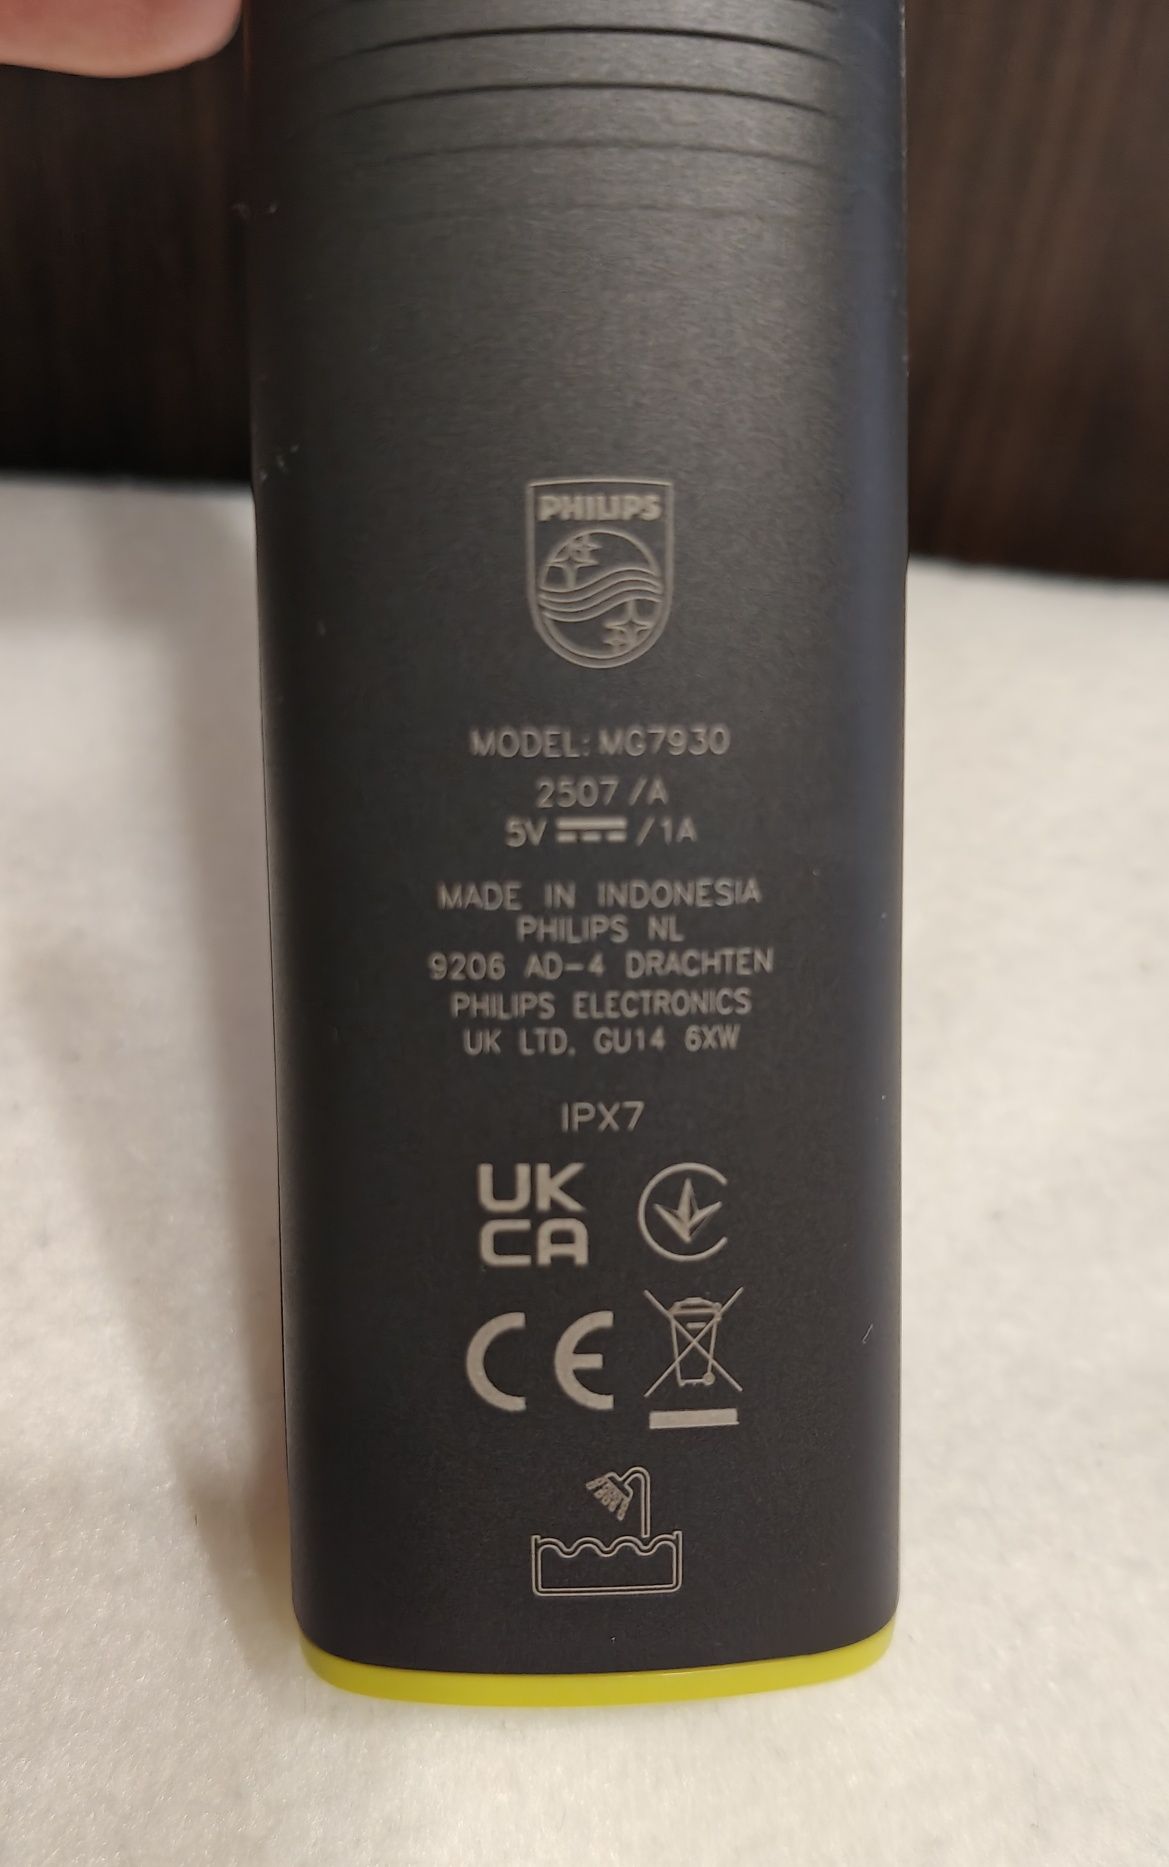 PHILIPS
MODEL: MG7930
2507 /A
5V ⎓ / 1A
MADE IN INDONESIA
PHILIPS NL
9206 AD-4 DRACHTEN
PHILIPS ELECTRONICS
UK LTD. GU14 6XW
IPX7
UK
CA
CE